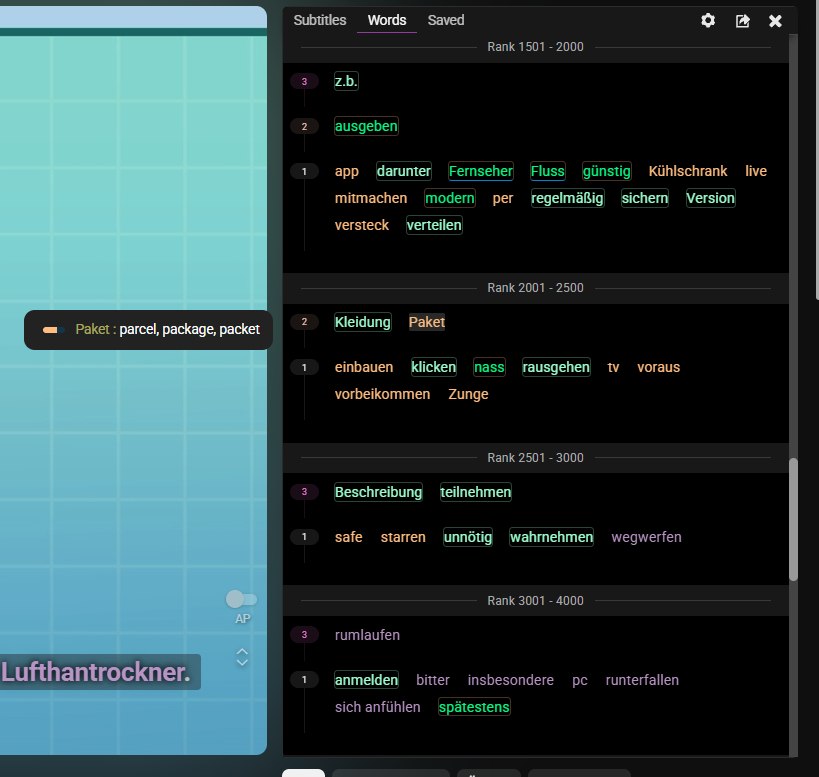 Subtitles Words Saved
Rank 1501 - 2000
3 z.b.
2 ausgeben
1 app darunter Fernseher Fluss günstig Kühlschrank live
mitmachen modern per regelmäßig sichern Version
versteck verteilen
Rank 2001 - 2500
2 Kleidung Paket
Paket : parcel, package, packet
1 einbauen klicken nass rausgehen tv voraus
vorbeikommen Zunge
Rank 2501 - 3000
3 Beschreibung teilnehmen
1 safe starren unnötig wahrnehmen wegwerfen
Rank 3001 - 4000
3 rumlaufen
1 anmelden bitter insbesondere pc runterfallen
sich anfühlen spätestens
AP
Lufthantrockner.